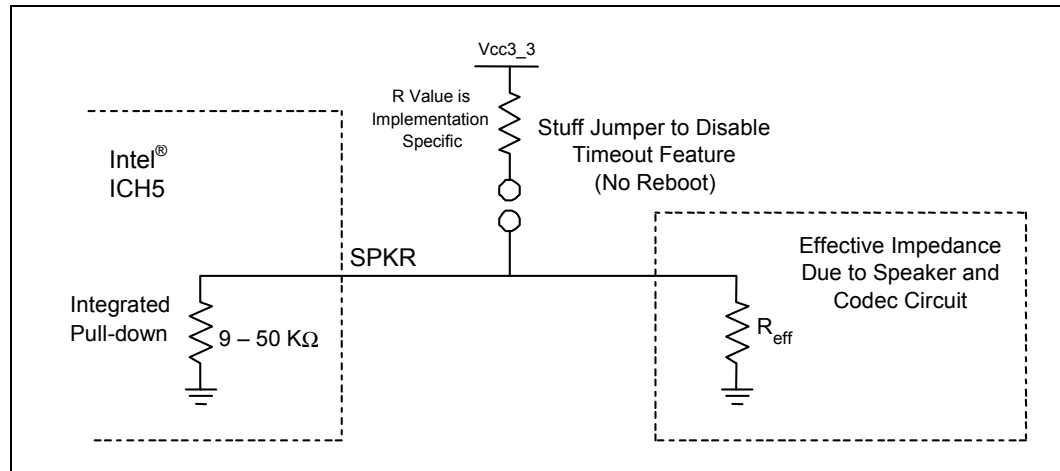 Vcc3_3
R Value is
Implementation
Specific
Stuff Jumper to Disable
Timeout Feature
(No Reboot)
Intel®
ICH5
SPKR
Integrated
Pull-down
9 – 50 KΩ
Effective Impedance
Due to Speaker and
Codec Circuit
Reff